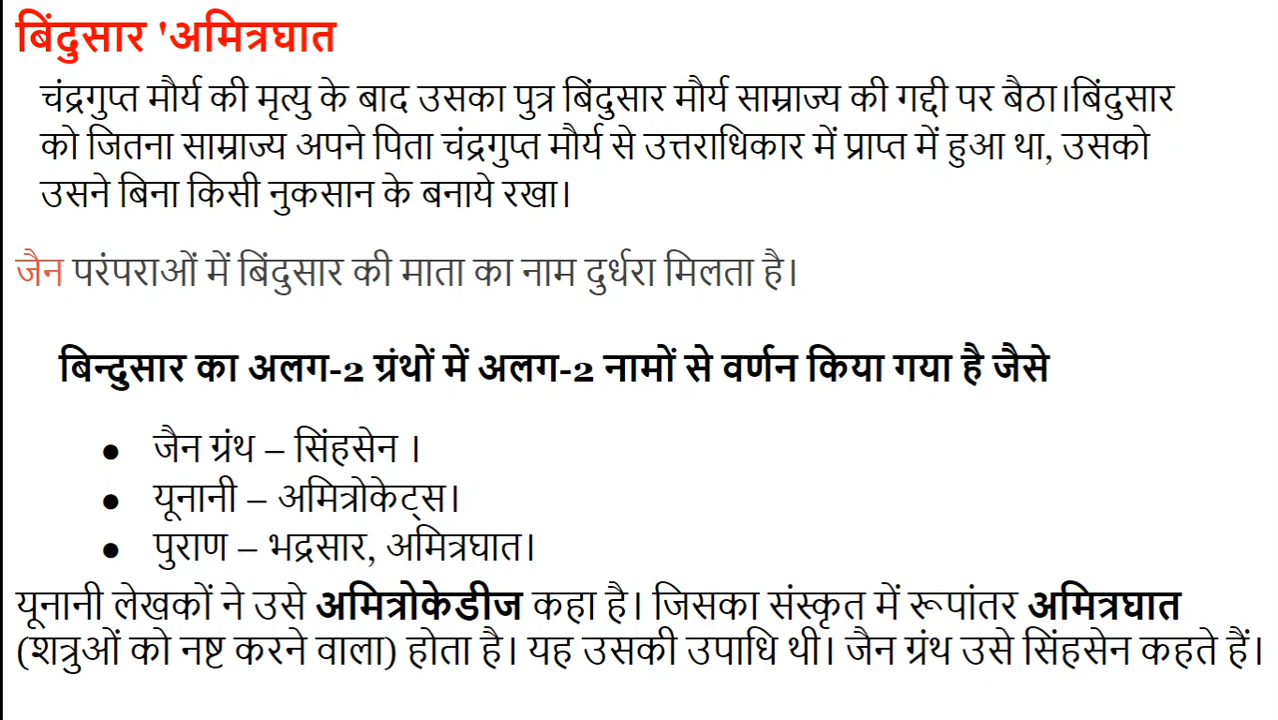 बिंदुसार 'अमित्रघात
चंद्रगुप्त मौर्य की मृत्यु के बाद उसका पुत्र बिंदुसार मौर्य साम्राज्य की गद्दी पर बैठा।बिंदुसार
को जितना साम्राज्य अपने पिता चंद्रगुप्त मौर्य से उत्तराधिकार में प्राप्त में हुआ था, उसको
उसने बिना किसी नुकसान के बनाये रखा।
जैन परंपराओं में बिंदुसार की माता का नाम दुर्धरा मिलता है।
बिन्दुसार का अलग-2 ग्रंथों में अलग-2 नामों से वर्णन किया गया है जैसे
● जैन ग्रंथ – सिंहसेन ।
● यूनानी – अमित्रोकेट्स।
● पुराण – भद्रसार, अमित्रघात।
यूनानी लेखकों ने उसे अमित्रोकेडीज कहा है। जिसका संस्कृत में रूपांतर अमित्रघात
(शत्रुओं को नष्ट करने वाला) होता है। यह उसकी उपाधि थी। जैन ग्रंथ उसे सिंहसेन कहते हैं।